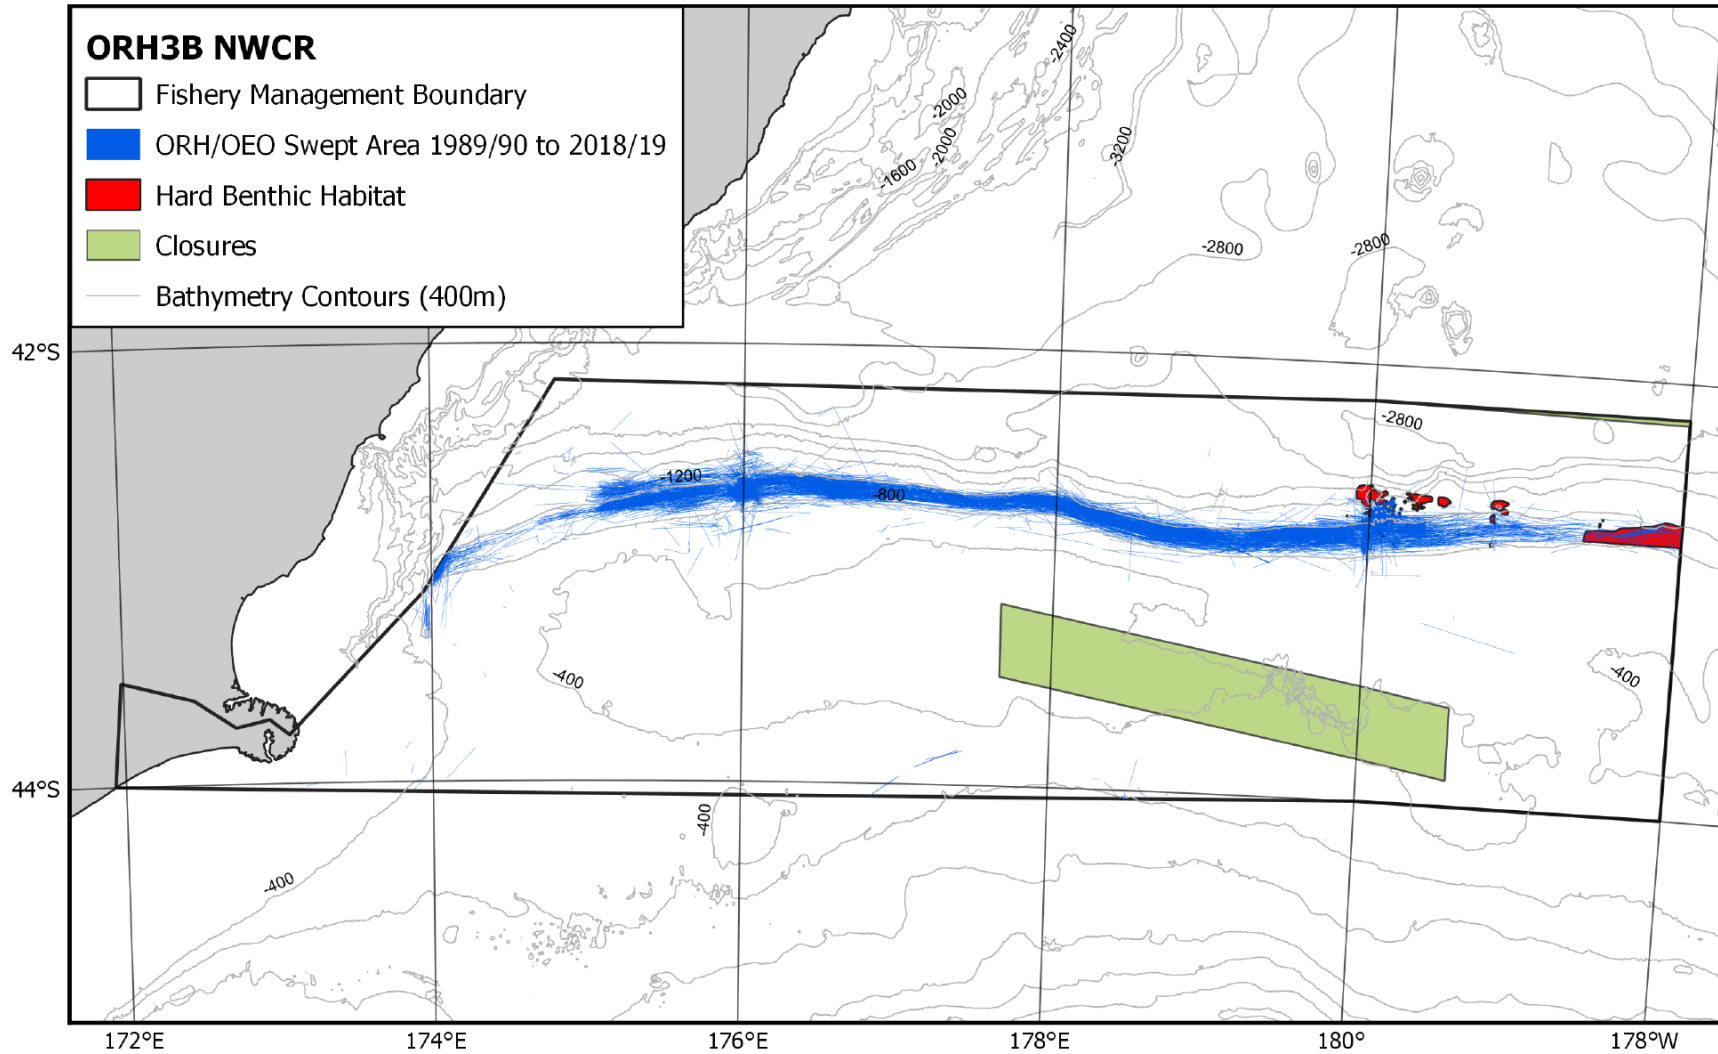 ORH3B NWCR
Fishery Management Boundary
ORH/OEO Swept Area 1989/90 to 2018/19
Hard Benthic Habitat
Closures
Bathymetry Contours (400m)
-2400
-2000
-2000
-1600
-3200
-2800
-2800
42°S
-2800
-1200
-800
-400
-400
44°S
-400
-400
172°E
174°E
176°E
178°E
180°
178°W